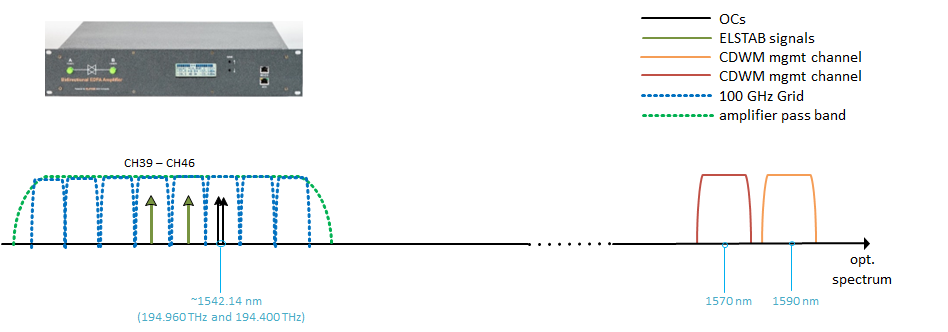 A
B
Bidirectional EDFA Amplifier
OCs
ELSTAB signals
CDWM mgmt channel
CDWM mgmt channel
100 GHz Grid
amplifier pass band
CH39 – CH46
opt.
spectrum
~1542.14 nm
(194.960 THz and 194.400 THz)
1570 nm
1590 nm